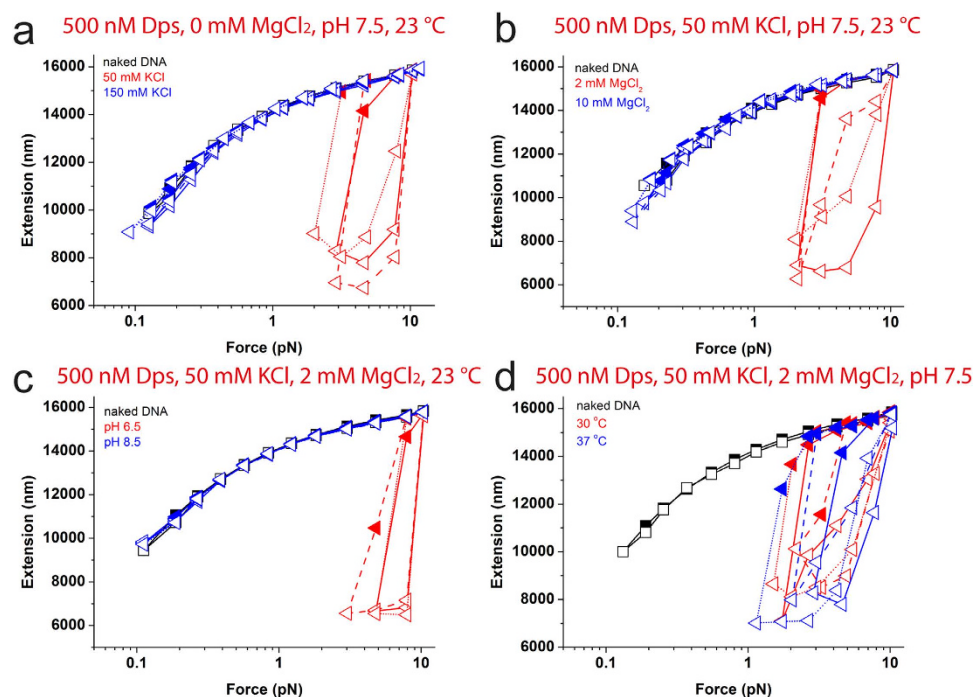 a
500 nM Dps, 0 mM MgCl₂, pH 7.5, 23 °C
naked DNA
50 mM KCl
150 mM KCl
Extension (nm)
16000
14000
12000
10000
8000
6000
0.1
1
10
Force (pN)
b
500 nM Dps, 50 mM KCl, pH 7.5, 23 °C
naked DNA
2 mM MgCl₂
10 mM MgCl₂
Extension (nm)
16000
14000
12000
10000
8000
6000
0.1
1
10
Force (pN)
c
500 nM Dps, 50 mM KCl, 2 mM MgCl₂, 23 °C
naked DNA
pH 6.5
pH 8.5
Extension (nm)
16000
14000
12000
10000
8000
6000
0.1
1
10
Force (pN)
d
500 nM Dps, 50 mM KCl, 2 mM MgCl₂, pH 7.5
naked DNA
30 °C
37 °C
Extension (nm)
16000
14000
12000
10000
8000
6000
0.1
1
10
Force (pN)